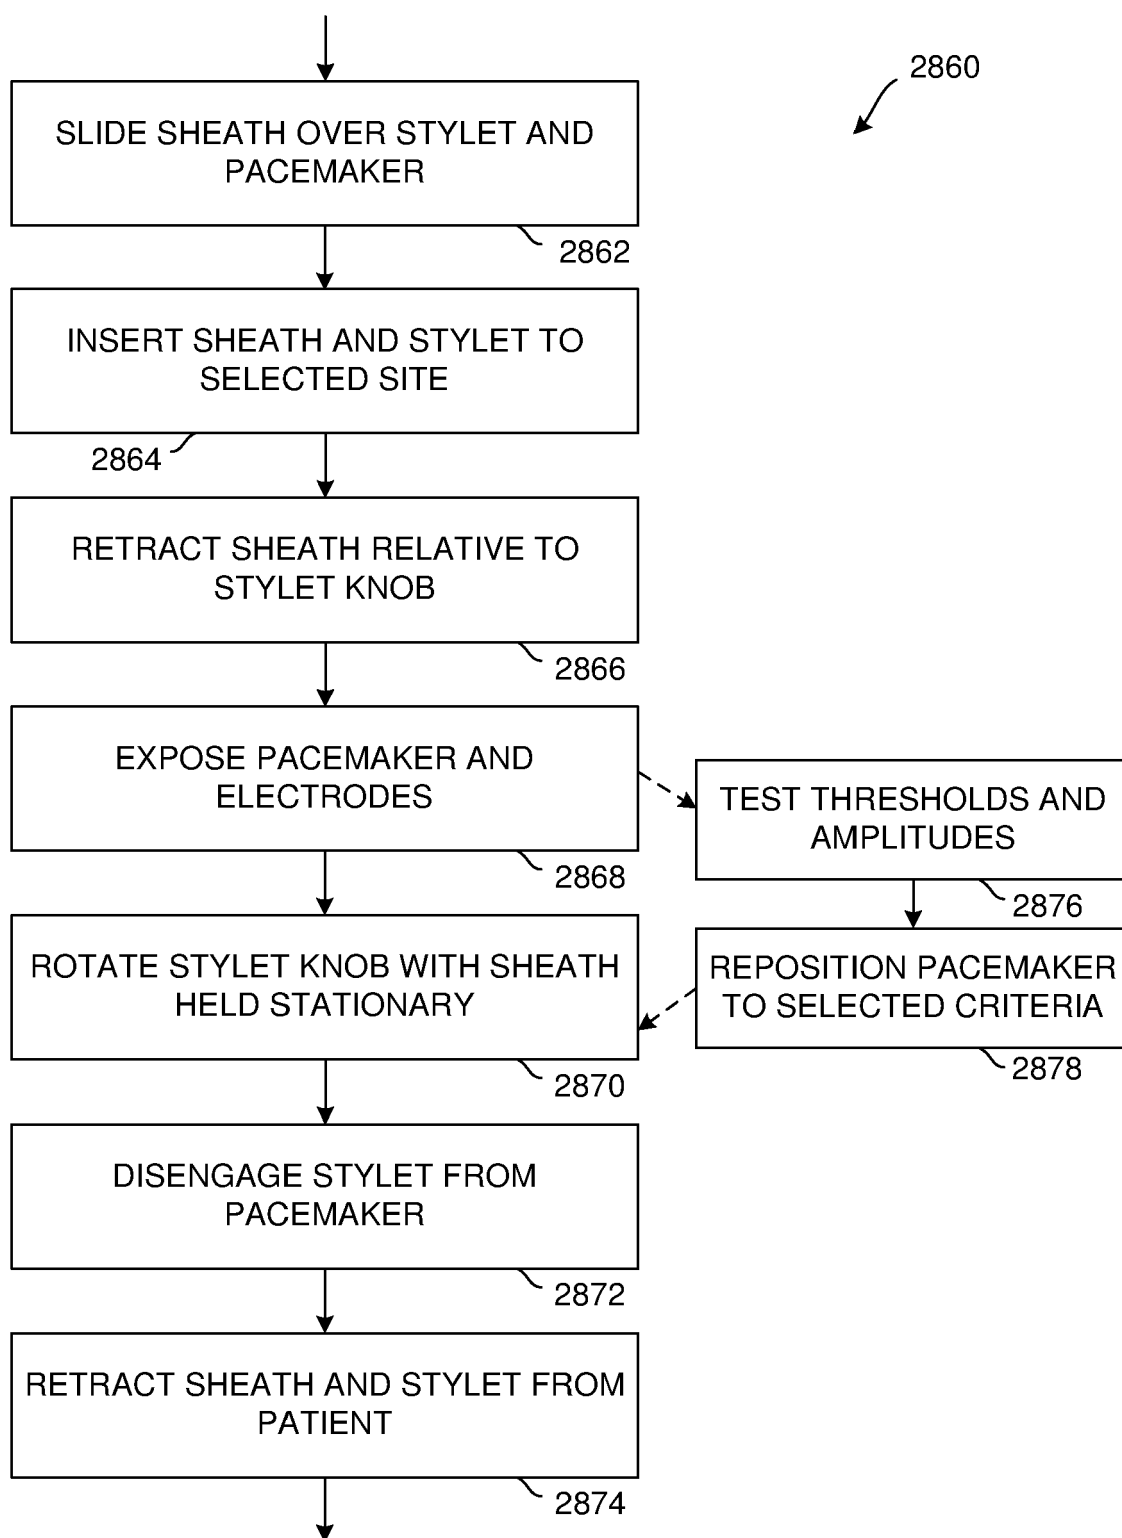 2860
SLIDE SHEATH OVER STYLET AND
PACEMAKER
2862
INSERT SHEATH AND STYLET TO
SELECTED SITE
2864
RETRACT SHEATH RELATIVE TO
STYLET KNOB
2866
EXPOSE PACEMAKER AND
ELECTRODES
2868
TEST THRESHOLDS AND
AMPLITUDES
2876
ROTATE STYLET KNOB WITH SHEATH
HELD STATIONARY
2870
REPOSITION PACEMAKER
TO SELECTED CRITERIA
2878
DISENGAGE STYLET FROM
PACEMAKER
2872
RETRACT SHEATH AND STYLET FROM
PATIENT
2874